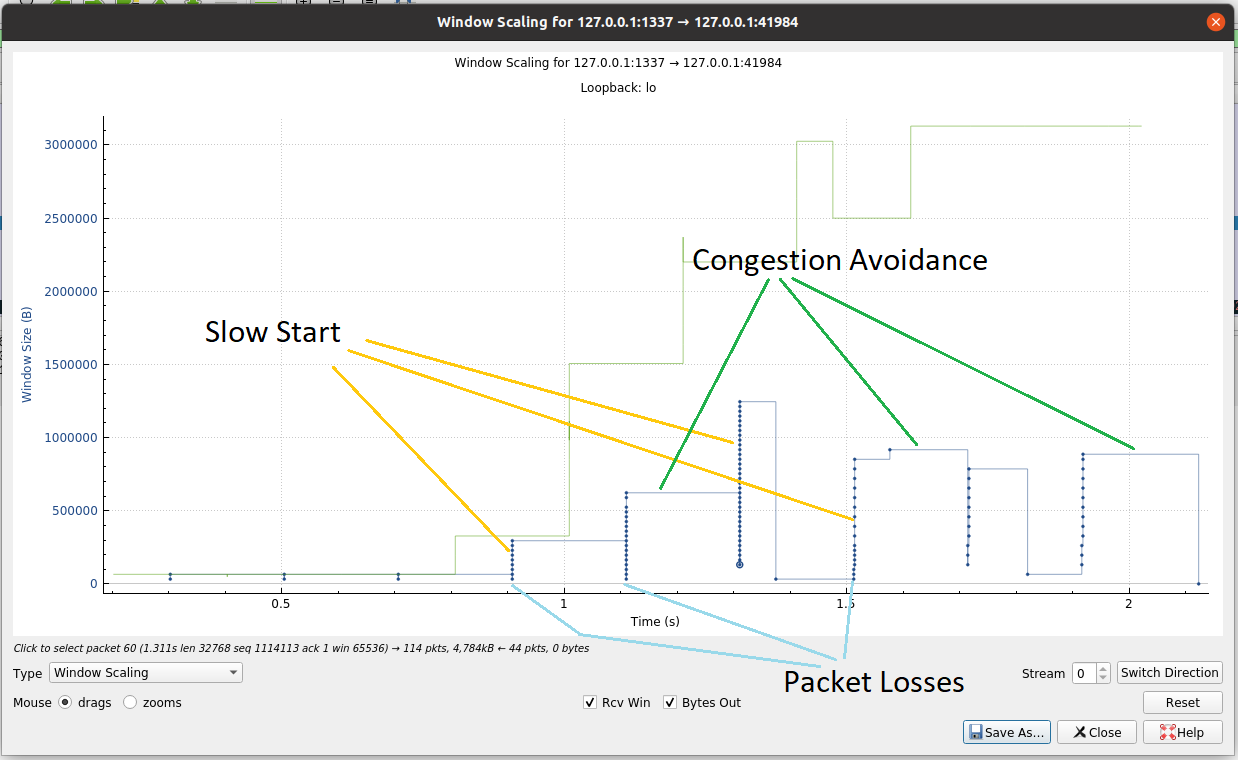 Window Scaling for 127.0.0.1:1337 → 127.0.0.1:41984
Window Scaling for 127.0.0.1:1337 → 127.0.0.1:41984
Loopback: lo
3000000
2500000
2000000
1500000
1000000
500000
0
Window Size (B)
Congestion Avoidance
Slow Start
0.5
1
1.5
2
Time (s)
Click to select packet 60 (1.311s len 32768 seq 1114113 ack 1 win 65536) → 114 pkts, 4,784kB ← 44 pkts, 0 bytes
Type Window Scaling
Packet Losses
Stream 0 Switch Direction
Mouse drags zooms
Rcv Win Bytes Out
Reset
Save As... Close Help